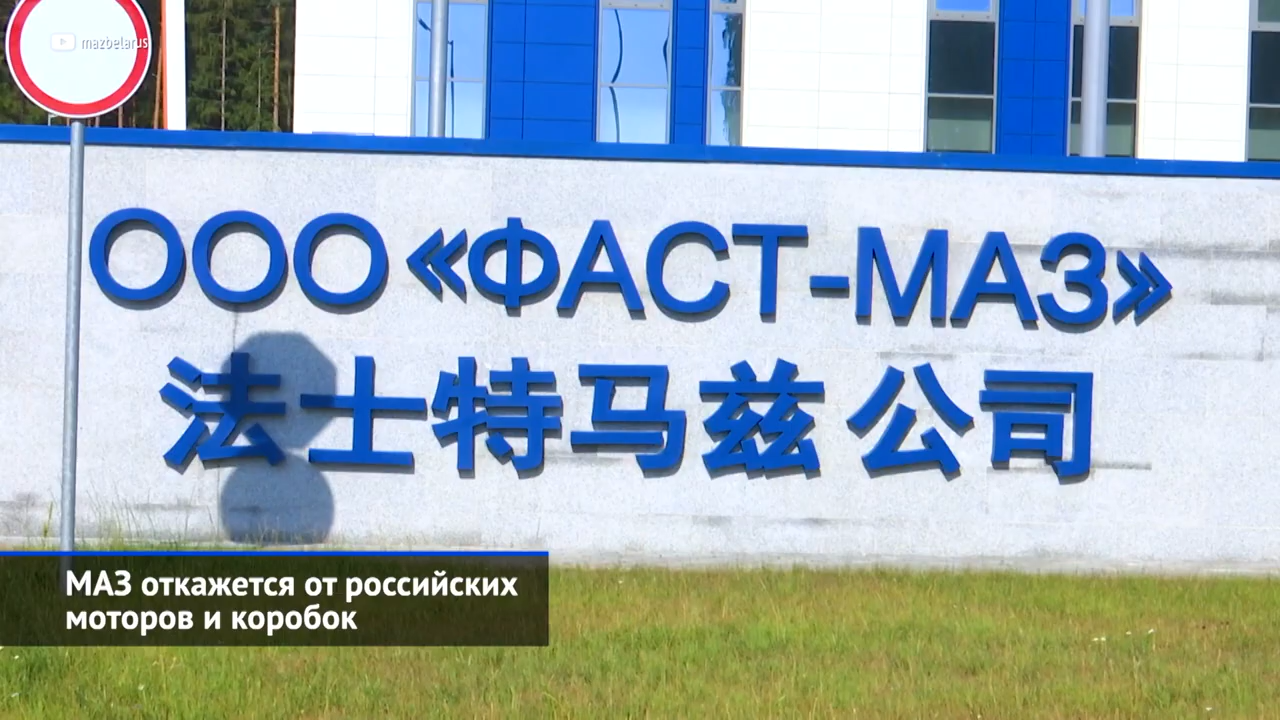 mazbelarus
ООО «ФАСТ-МАЗ»
法士特马兹公司
МАЗ откажется от российских
моторов и коробок